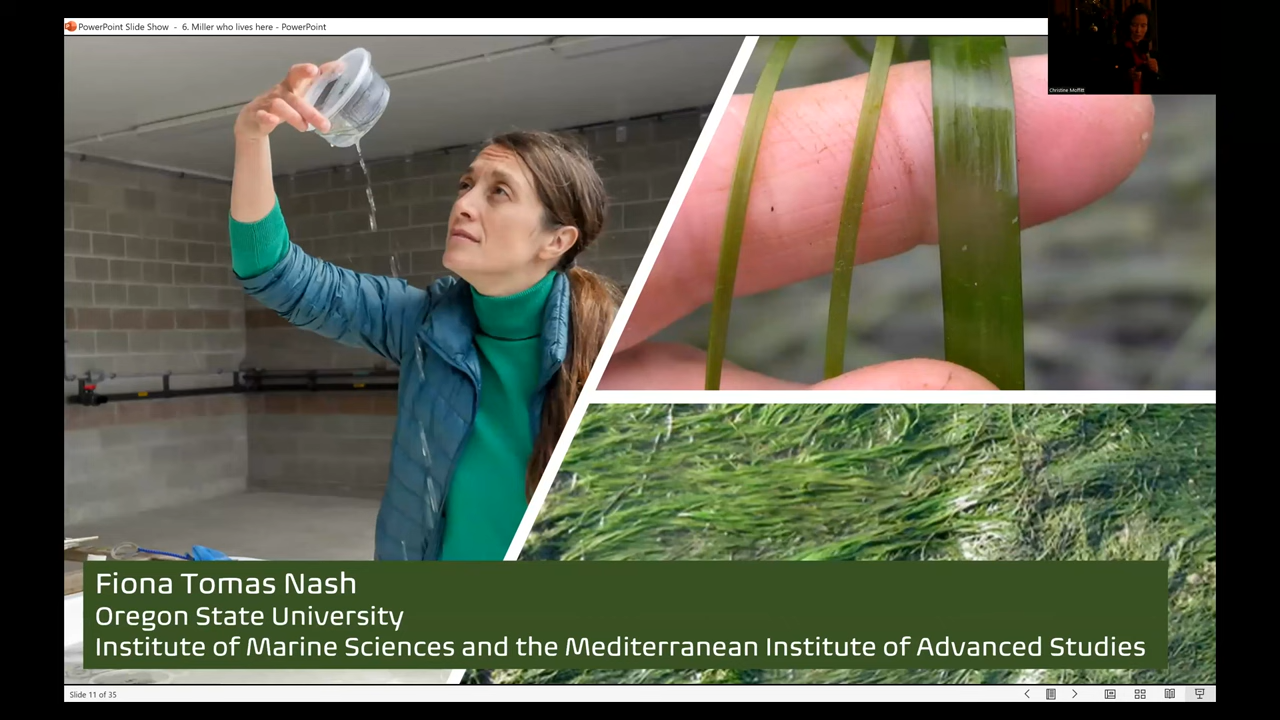 PowerPoint Slide Show - 6. Miller who lives here - PowerPoint
Christine Moffitt
Fiona Tomas Nash
Oregon State University
Institute of Marine Sciences and the Mediterranean Institute of Advanced Studies
Slide 11 of 35